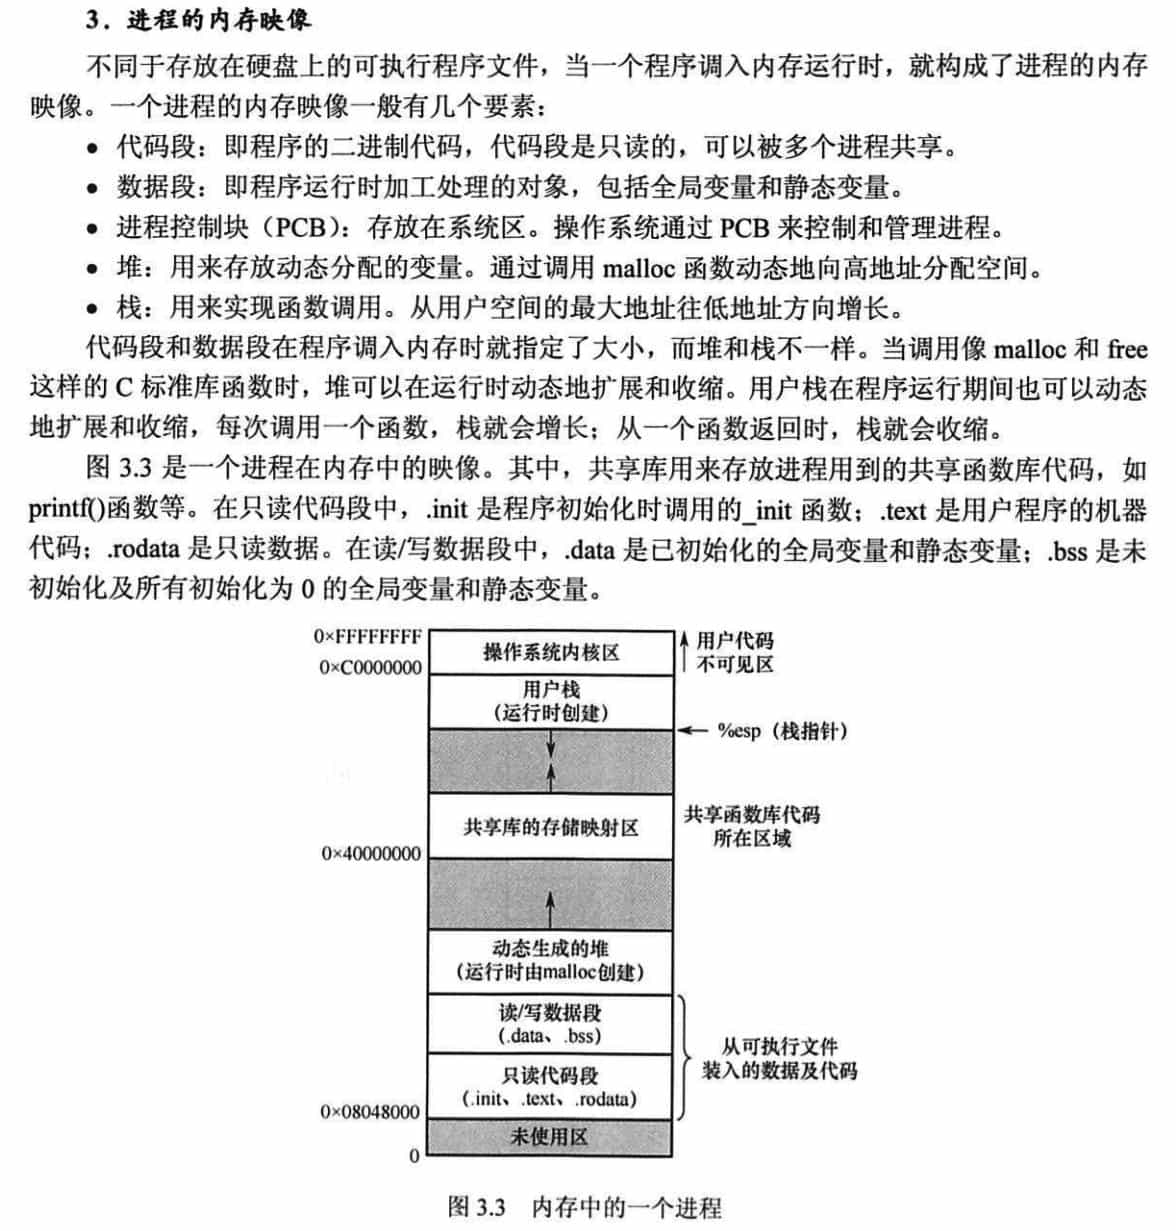 3．进程的内存映像
不同于存放在硬盘上的可执行程序文件，当一个程序调入内存运行时，就构成了进程的内存
映像。一个进程的内存映像一般有几个要素：
● 代码段：即程序的二进制代码，代码段是只读的，可以被多个进程共享。
● 数据段：即程序运行时加工处理的对象，包括全局变量和静态变量。
● 进程控制块（PCB）：存放在系统区。操作系统通过 PCB 来控制和管理进程。
● 堆：用来存放动态分配的变量。通过调用 malloc 函数动态地向高地址分配空间。
● 栈：用来实现函数调用。从用户空间的最大地址往低地址方向增长。
代码段和数据段在程序调入内存时就指定了大小，而堆和栈不一样。当调用像 malloc 和 free
这样的 C 标准库函数时，堆可以在运行时动态地扩展和收缩。用户栈在程序运行期间也可以动态
地扩展和收缩，每次调用一个函数，栈就会增长；从一个函数返回时，栈就会收缩。
图 3.3 是一个进程在内存中的映像。其中，共享库用来存放进程用到的共享函数库代码，如
printf()函数等。在只读代码段中，.init 是程序初始化时调用的_init 函数；.text 是用户程序的机器
代码；.rodata 是只读数据。在读/写数据段中，.data 是已初始化的全局变量和静态变量；.bss 是未
初始化及所有初始化为 0 的全局变量和静态变量。
0×FFFFFFFF
操作系统内核区
用户代码
不可见区
0×C0000000
用户栈
(运行时创建)
%esp（栈指针）
共享库的存储映射区
共享函数库代码
所在区域
0×40000000
动态生成的堆
(运行时由malloc创建)
读/写数据段
(.data、.bss)
从可执行文件
装入的数据及代码
只读代码段
(.init、.text、.rodata)
0×08048000
未使用区
0
图 3.3 内存中的一个进程